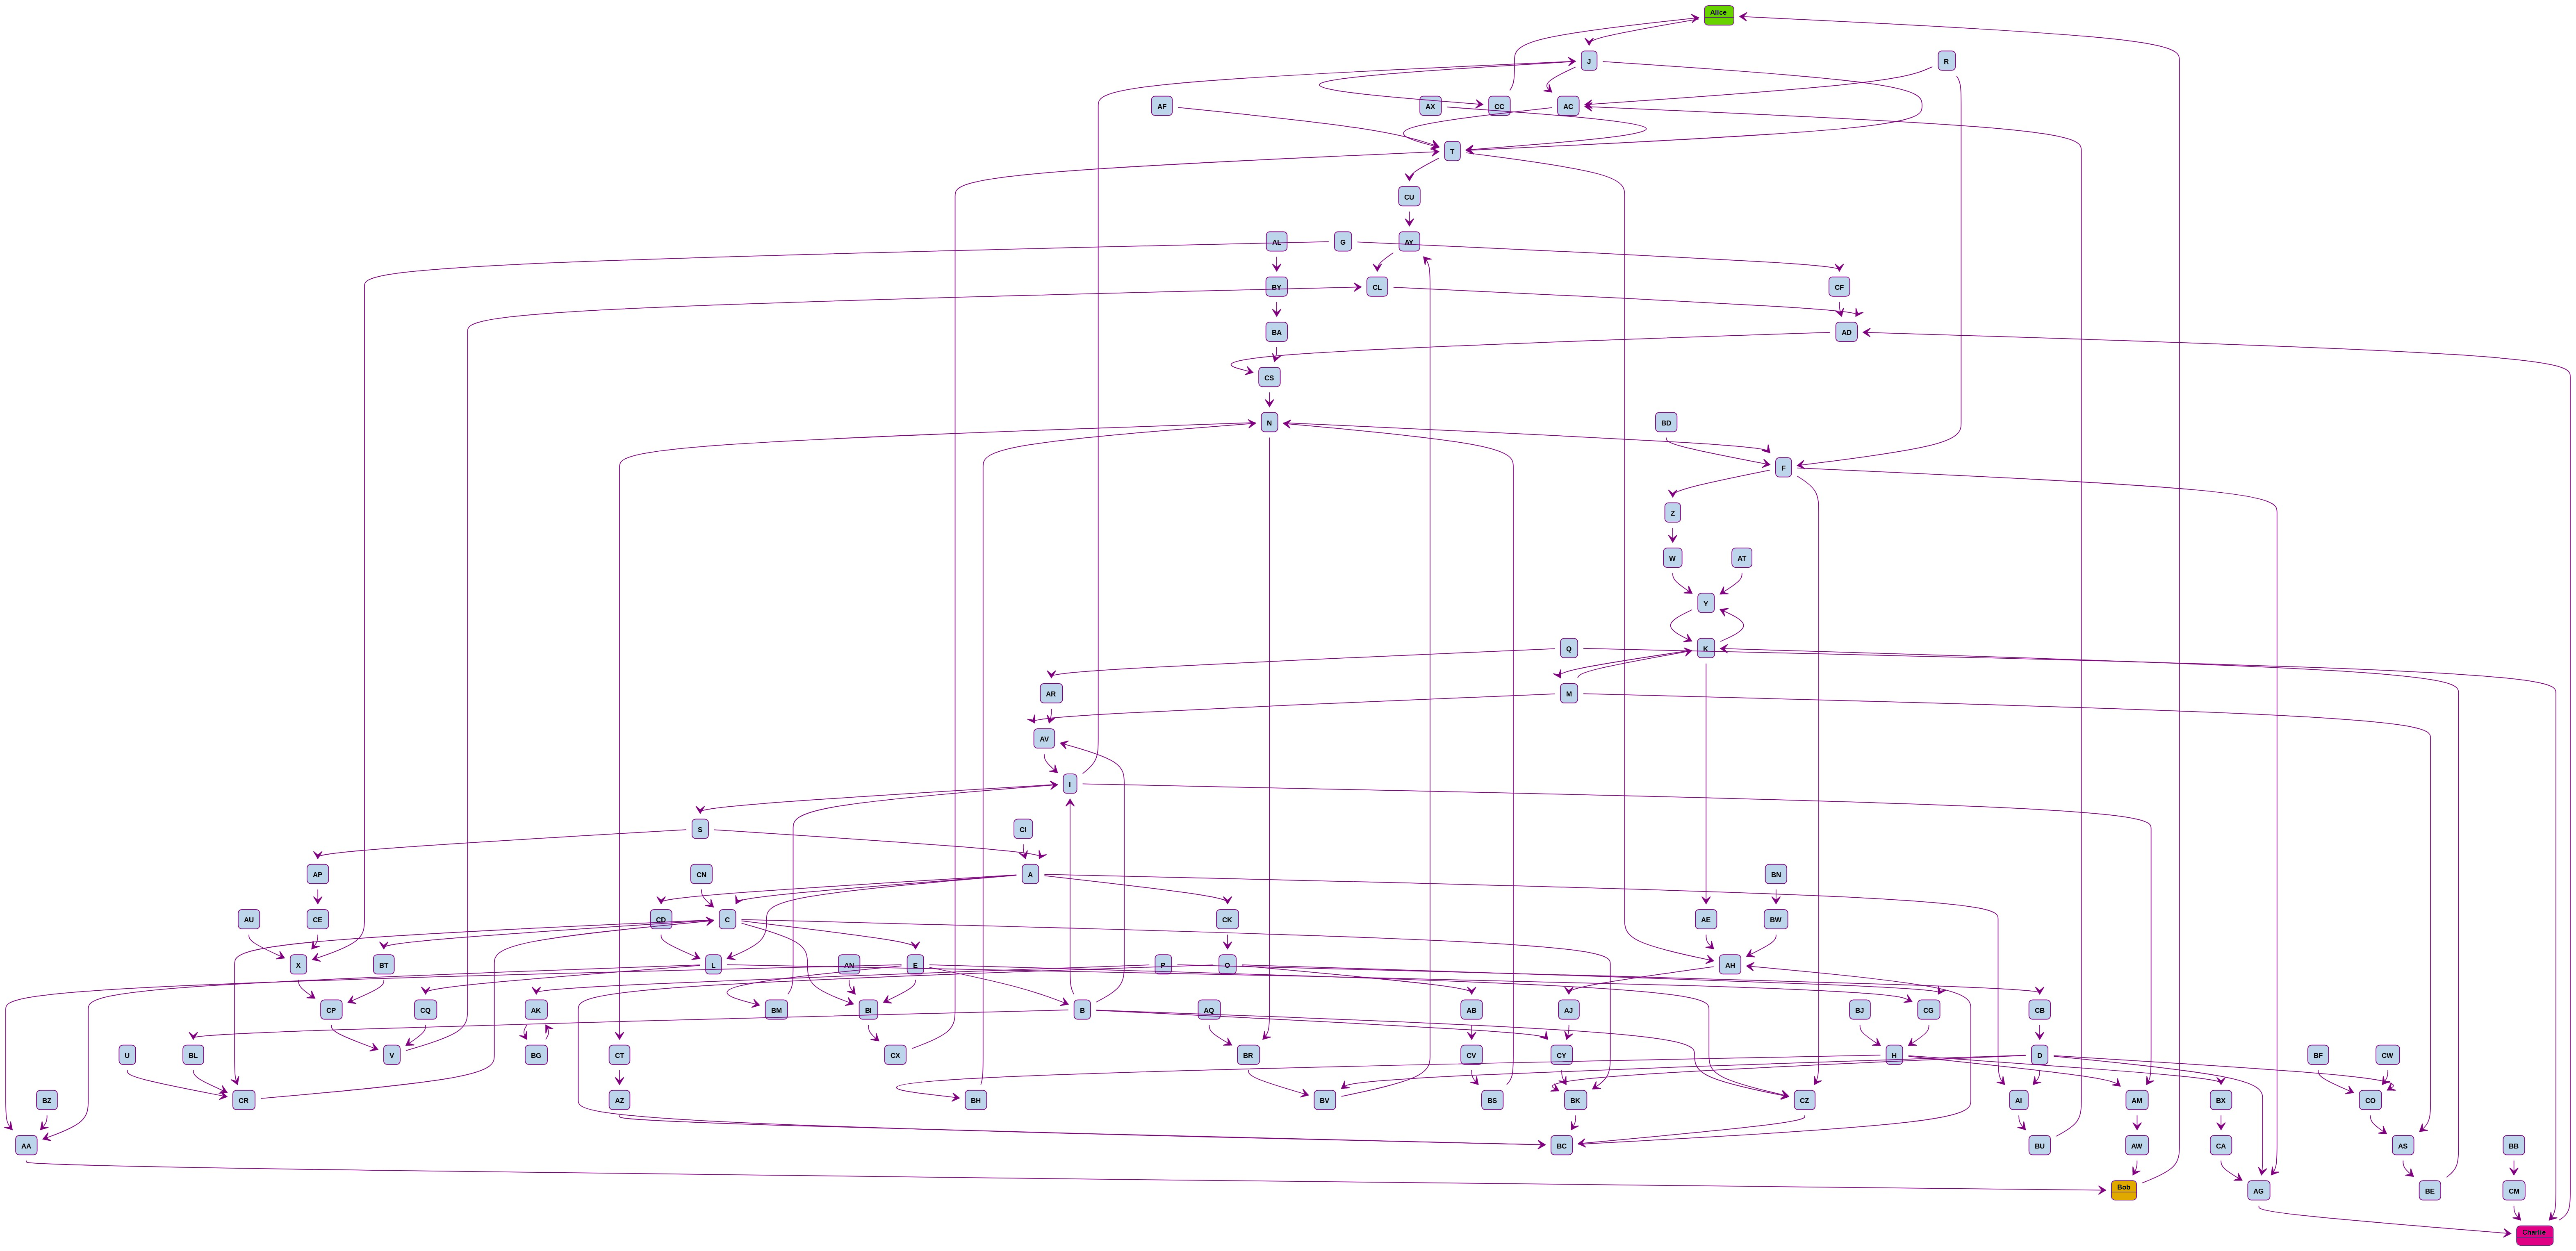 Alice
J
R
AF
AX
CC
AC
T
CU
AL
G
AY
BY
CL
CF
BA
AD
CS
N
BD
F
Z
W
AT
Y
Q
K
AR
M
AV
I
S
CI
AP
CN
A
BN
AU
CE
CD
C
CK
AE
BW
X
BT
L
AN
E
P
O
AH
CP
CQ
AK
BM
BI
B
AQ
AB
AJ
BJ
CG
CB
U
BL
V
BG
CT
CX
BR
CV
CY
H
D
BF
CW
BZ
CR
AZ
BH
BV
BS
BK
CZ
AI
AM
BX
CO
AA
BC
BU
AW
CA
AS
BB
Bob
AG
BE
CM
Charlie